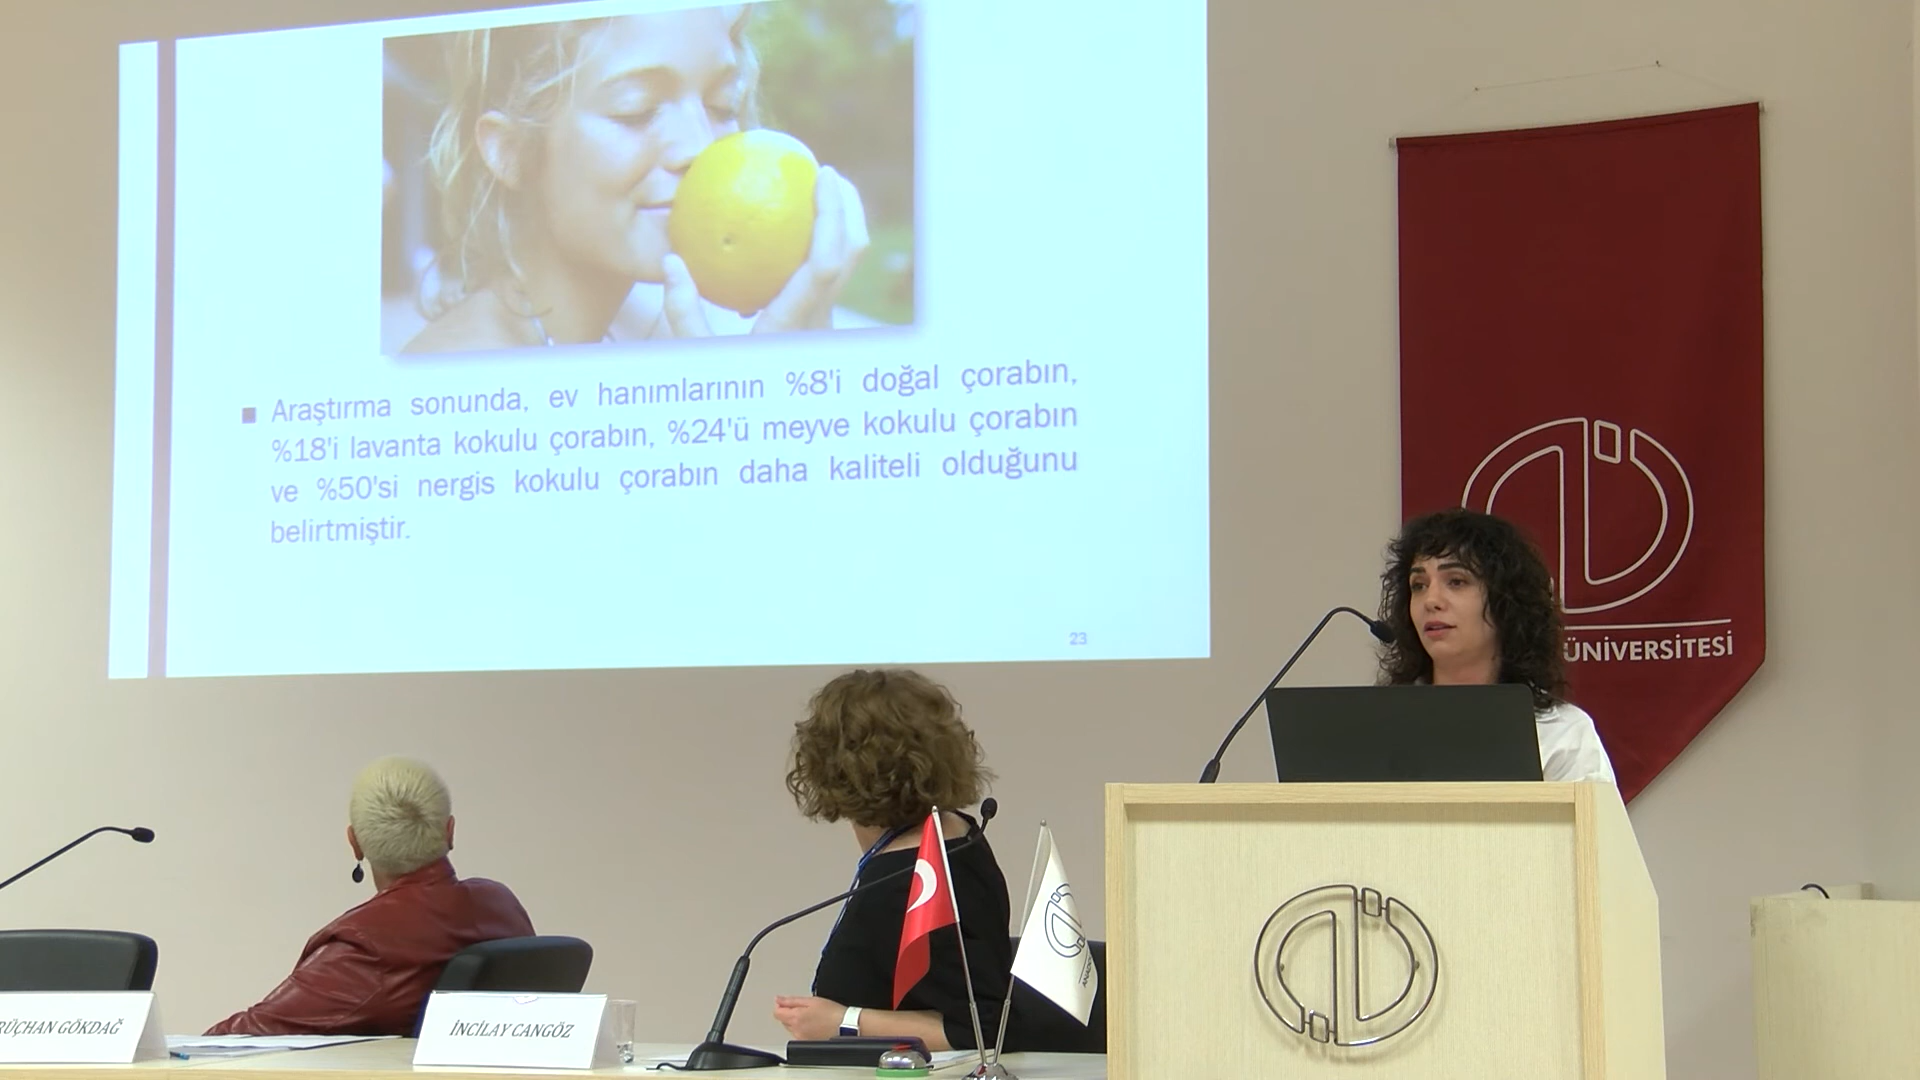 Araştırma sonunda, ev hanımlarının %8'i doğal çorabın,
%18'i lavanta kokulu çorabın, %24'ü meyve kokulu çorabın
ve %50'si nergis kokulu çorabın daha kaliteli olduğunu
belirtmiştir.
23
ÜNİVERSİTESİ
RÜÇHAN GÖKDAĞ
İNCİLAY CANGÖZ